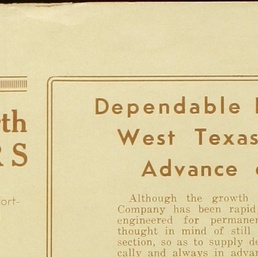 rth
RS
ort-
Dependable
West Texas
Advance
Although the growth
Company has been rapid
engineered for permanen
thought in mind of still
section, so as to supply de
cally and always in advan